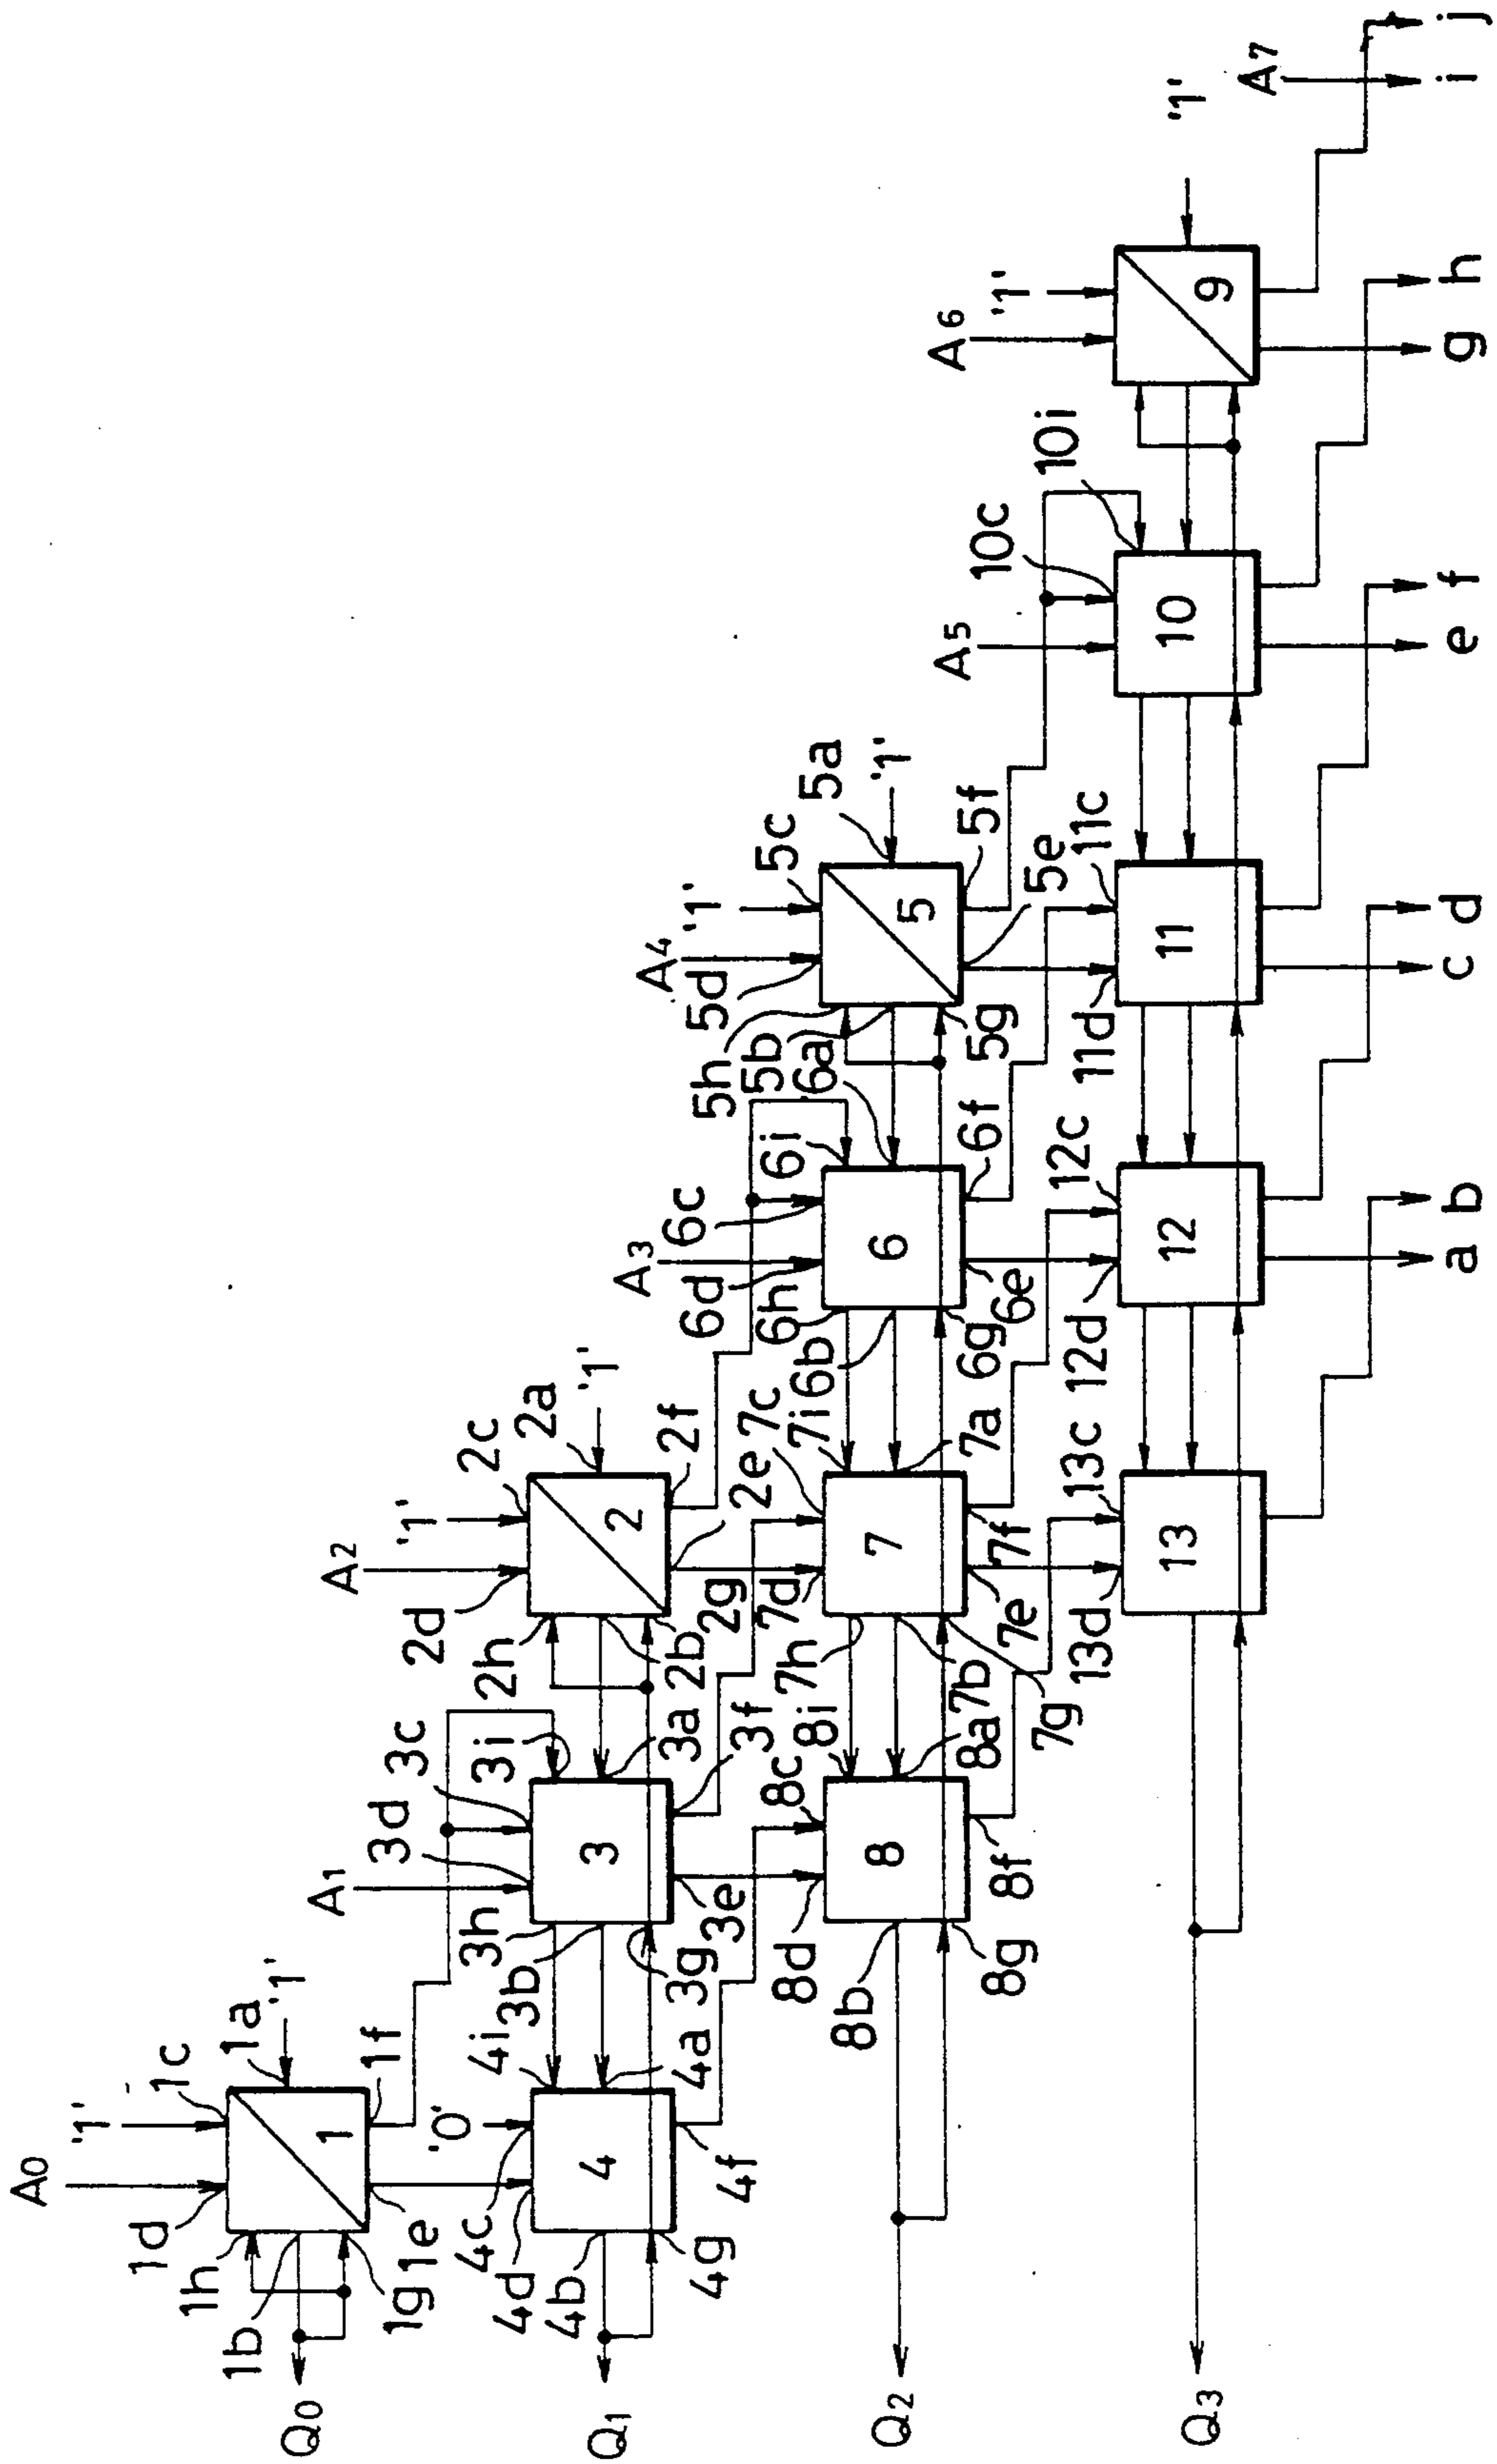 A0
'1'
1d
1c
1a
'1'
1h
1
1b
1g
1e
1f
Q0
A1
3d
3c
3i
'0'
4i
4c
4d
3h
3b
3
3a
3f
4
4a
4b
4g
4f
3g
3e
Q1
A2
'1'
2d
2c
2a
'1'
2h
2
2b
2g
2e
2f
A3
6d
6c
6i
6h
6b
6
6a
6g
6e
6f
7c
7i
7d
7
7a
7h
7b
7g
7e
7f
8c
8i
8d
8
8a
8b
8g
8f
Q2
A4
'1'
5d
5c
5a
'1'
5h
5b
5
5g
5e
5f
A5
10c
10i
10
A6
'1'
9
'1'
A7
11c
11d
11
12c
12d
12
13c
13d
13
Q3
a
b
c
d
e
f
g
h
i
j